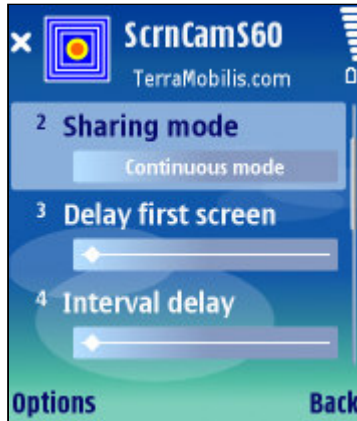 ScrnCamS60
TerraMobilis.com
2 Sharing mode
Continuous mode
3 Delay first screen
4 Interval delay
Options Back